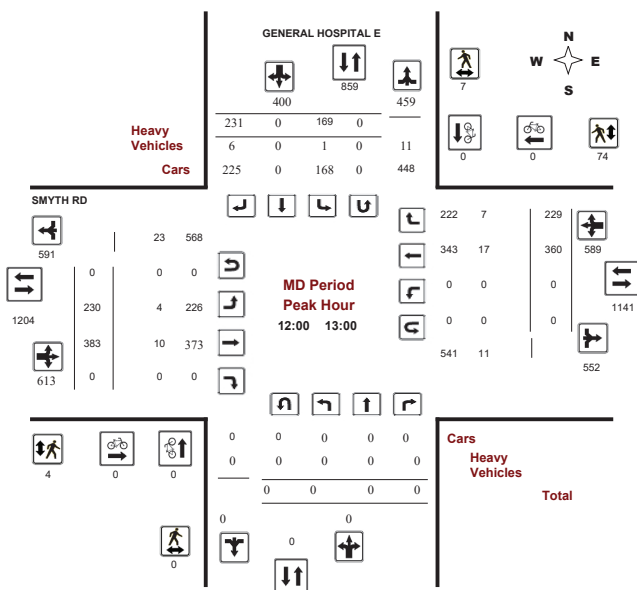 GENERAL HOSPITAL E
N
W E
S
859
7
400 459
231 0 169 0
Heavy
Vehicles
6 0 1 0 11
Cars
225 0 168 0 448
0 0 74
SMYTH RD
222 7 229
23 568
591
343 17 360 589
0 0 0
MD Period
Peak Hour
12:00 13:00
0 0 0
1204
230 4 226
1141
0 0 0
383 10 373
541 11
552
613
0 0 0
0 0 0 0 0
Cars
0 0 0 0 0
Heavy
Vehicles
4 0 0
0 0 0 0
Total
0 0
0
0